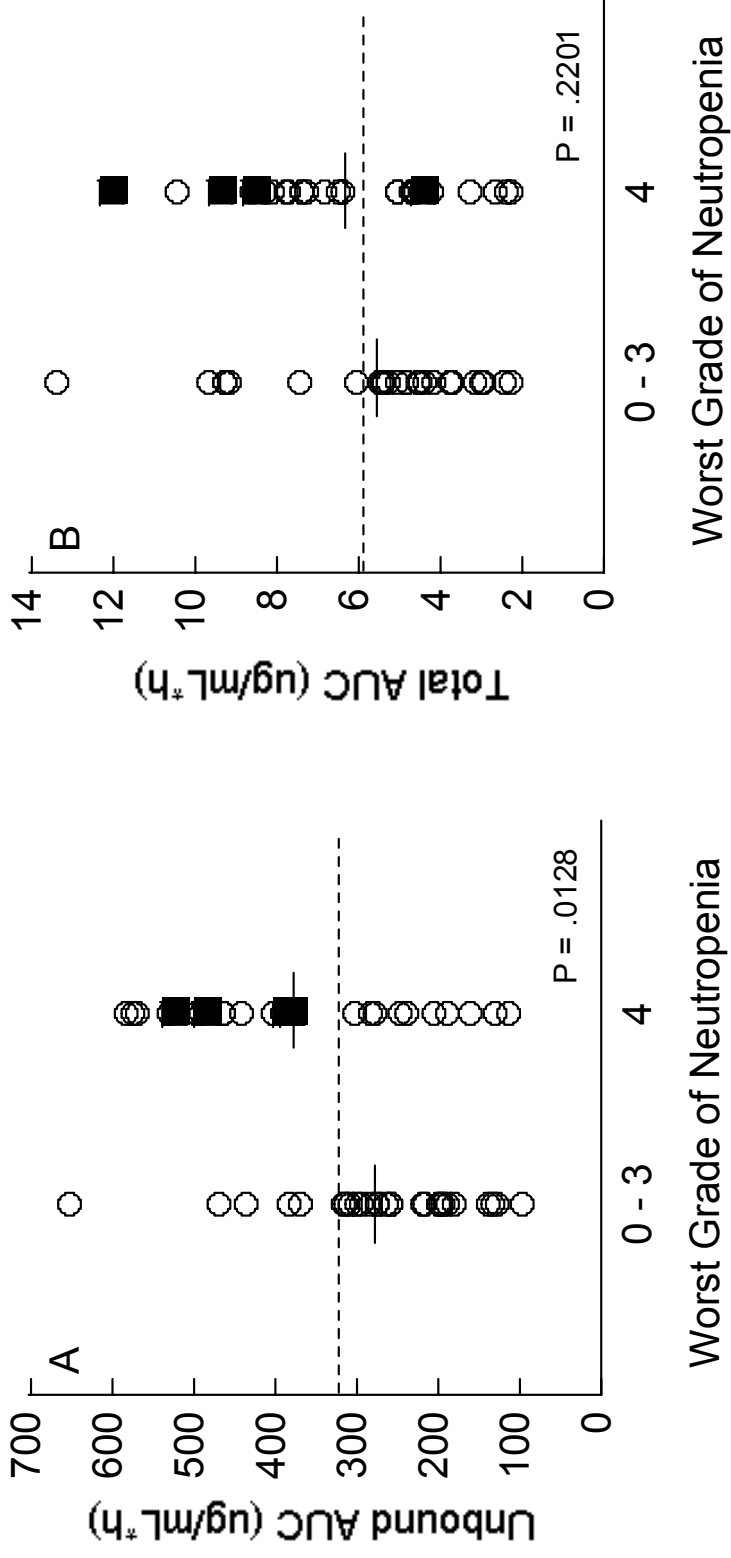 A
700
600
500
400
300
200
100
0
Unbound AUC (ug/mL*h)
P = .0128
0 - 3
4
Worst Grade of Neutropenia
B
14
12
10
8
6
4
2
0
Total AUC (ug/mL*h)
P = .2201
0 - 3
4
Worst Grade of Neutropenia